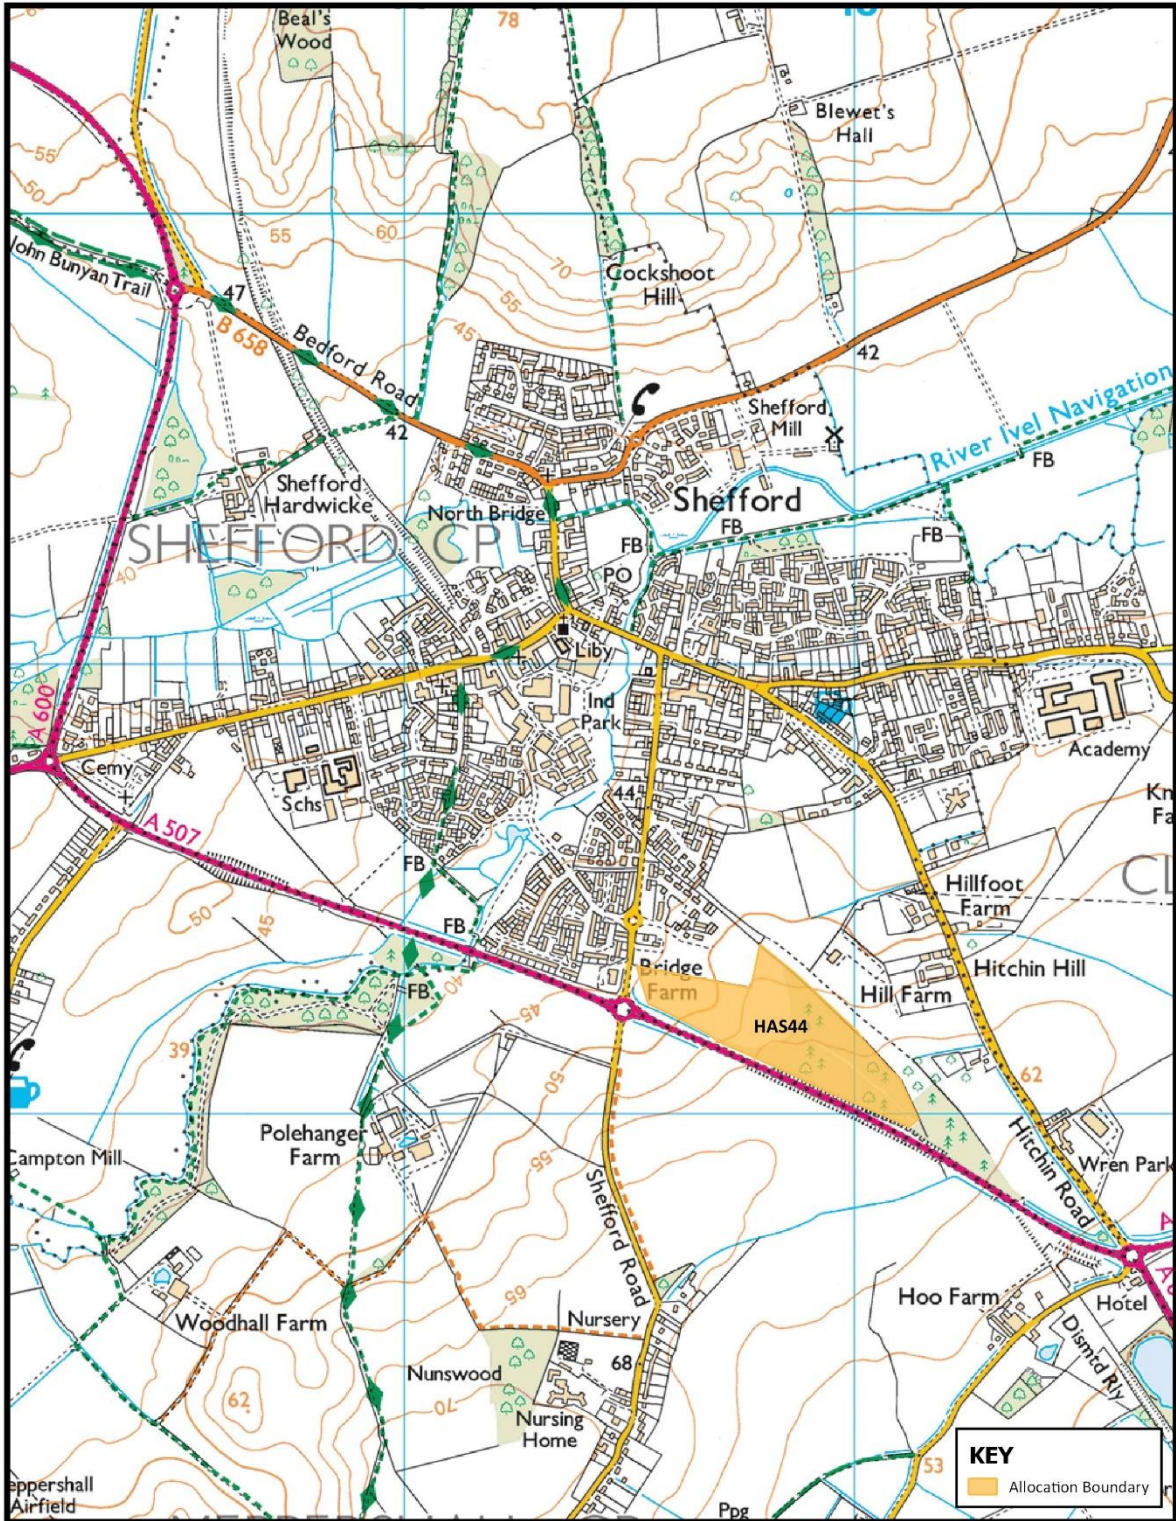 Beal's
Wood
78
Blewet's
Hall
55
50
55
60
70
John Bunyan Trail
Cockshoot
Hill
47
55
B 658
45
Bedford Road
42
42
Shefford
Mill
River Ivel Navigation
FB
Shefford
Hardwicke
North Bridge
Shefford
FB
SHEFFORD CP
FB
FB
40
PO
Liby
A 600
Ind
Park
Academy
Cemy
Schs
44
A 507
FB
Hillfoot
Farm
50
45
FB
Bridge
Farm
Hitchin Hill
Hill Farm
FB
40
45
HAS44
39
50
62
Polehanger
Farm
Campton Mill
55
Hitchin Road
Wren Park
Shefford Road
65
Hoo Farm
Hotel
Woodhall Farm
Nursery
Dismtd Rly
Nunswood
68
62
70
Nursing
Home
KEY
Allocation Boundary
53
Airfield
Ppg